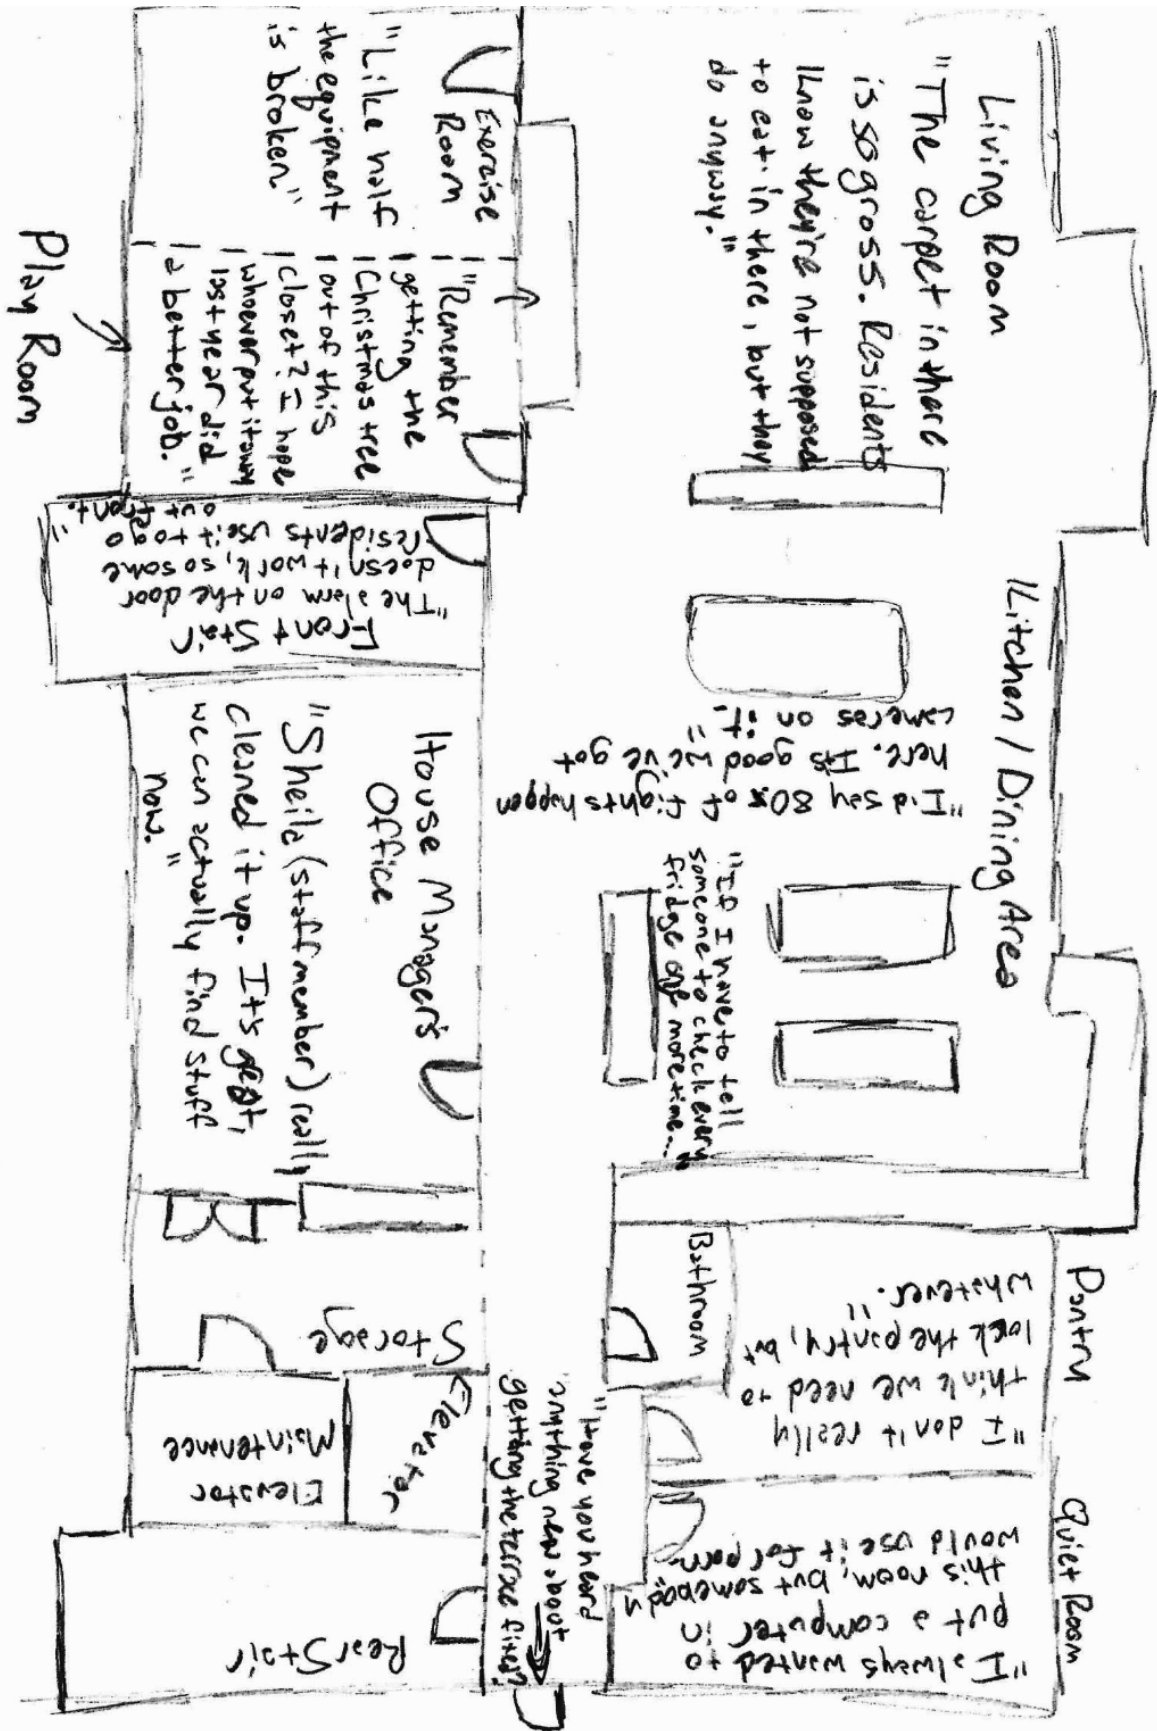 Living Room
"The carpet in there
is so gross. Residents
know they're not supposed
to eat in there, but they
do anyway."
Kitchen / Dining Area
"I'd say 80% of fights happen
here. It's good we've got
cameras on it."
"If I have to tell
someone to check every
fridge one more time..."
Pantry
"I don't really
think we need to
lock the pantry, but
whatever."
Bathroom
Quiet Room
"I always wanted to
put a computer in
this room, but somebody
would use it for porn."
Exercise
Room
"Like half
the equipment
is broken."
Play Room
"Remember
getting the
Christmas tree
out of this
closet? I hope
whoever put it away
last year did
a better job."
Front Stair
"The alarm on the door
doesn't work, so some
residents use it to go
out front."
House Manager's
Office
"Sheila (staff member) really
cleaned it up. It's great,
we can actually find stuff
now."
Storage
Elevator
Elevator
Maintenance
"Have you heard
anything new about
getting the terrace fixed?"
Rear Stair